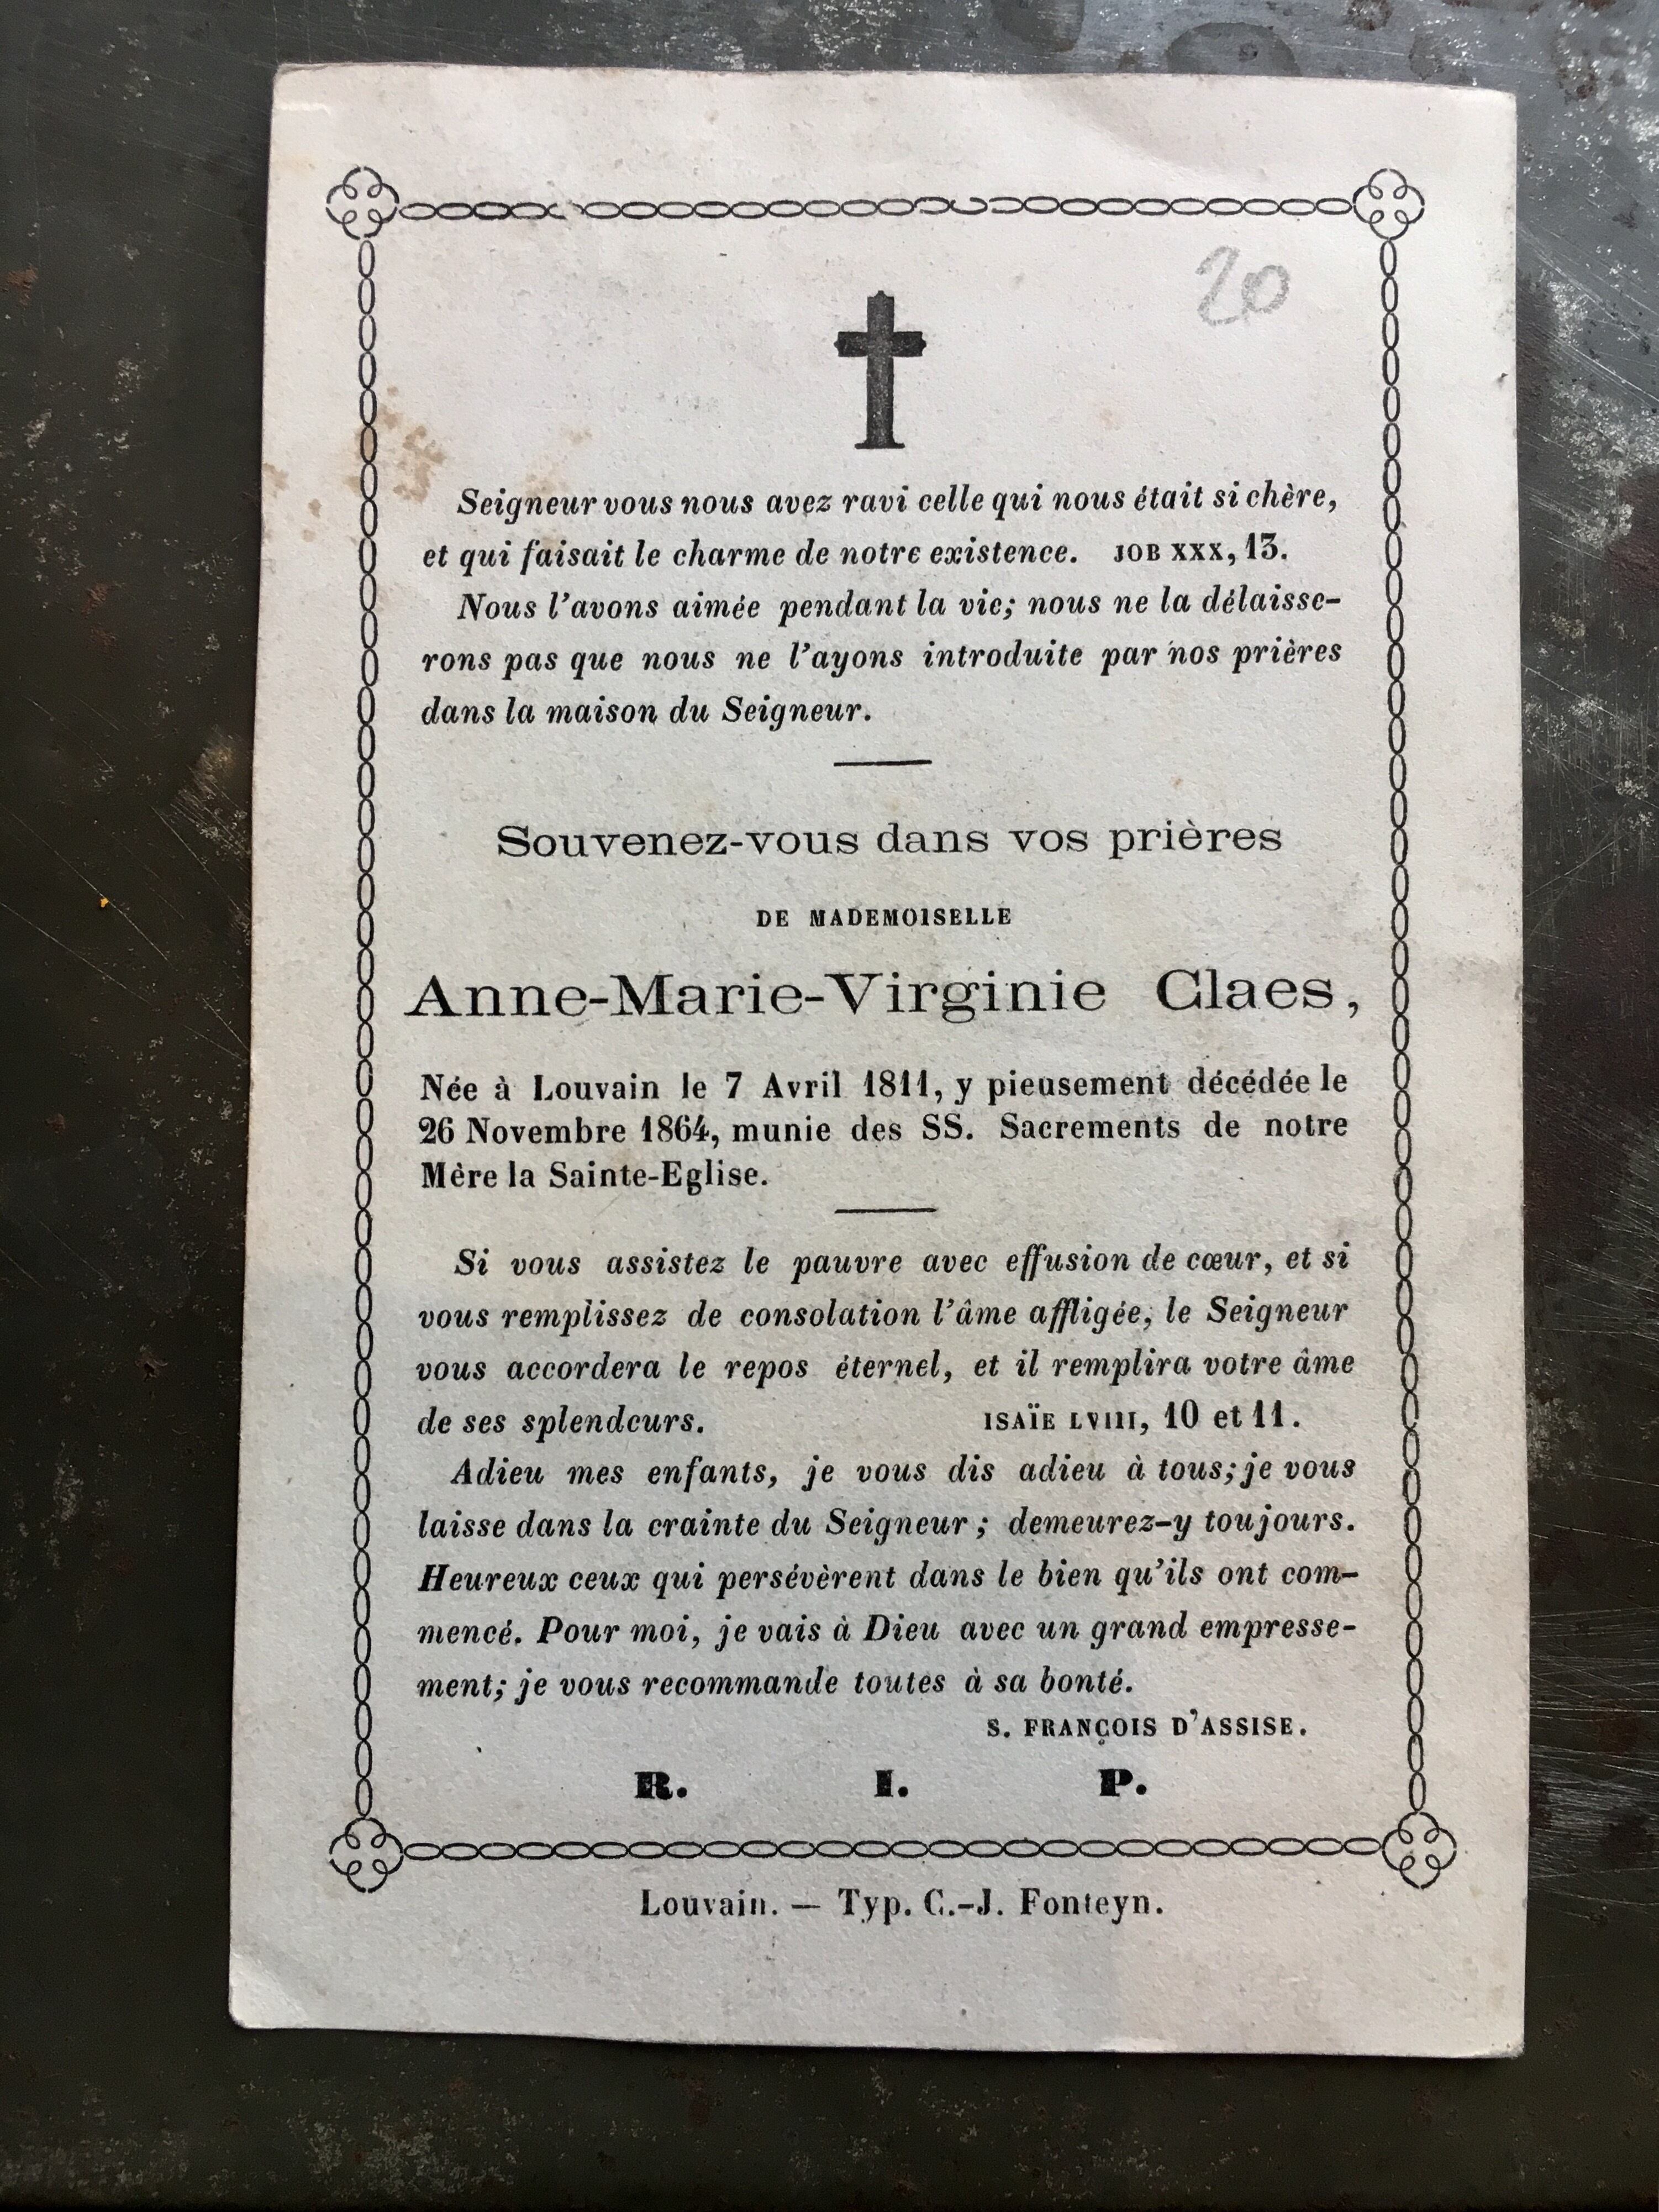 20
Seigneur vous nous avez ravi celle qui nous était si chère,
et qui faisait le charme de notre existence. JOB XXX, 13.
Nous l'avons aimée pendant la vie; nous ne la délaisse-
rons pas que nous ne l'ayons introduite par nos prières
dans la maison du Seigneur.
Souvenez-vous dans vos prières
DE MADEMOISELLE
Anne-Marie-Virginie Claes,
Née à Louvain le 7 Avril 1811, y pieusement décédée le
26 Novembre 1864, munie des SS. Sacrements de notre
Mère la Sainte-Eglise.
Si vous assistez le pauvre avec effusion de cœur, et si
vous remplissez de consolation l'âme affligée, le Seigneur
vous accordera le repos éternel, et il remplira votre âme
de ses splendeurs. ISAÏE LVIII, 10 et 11.
Adieu mes enfants, je vous dis adieu à tous; je vous
laisse dans la crainte du Seigneur; demeurez-y toujours.
Heureux ceux qui persévèrent dans le bien qu'ils ont com-
mencé. Pour moi, je vais à Dieu avec un grand empresse-
ment; je vous recommande toutes à sa bonté.
S. FRANÇOIS D'ASSISE.
R. I. P.
Louvain. — Typ. C.-J. Fonteyn.